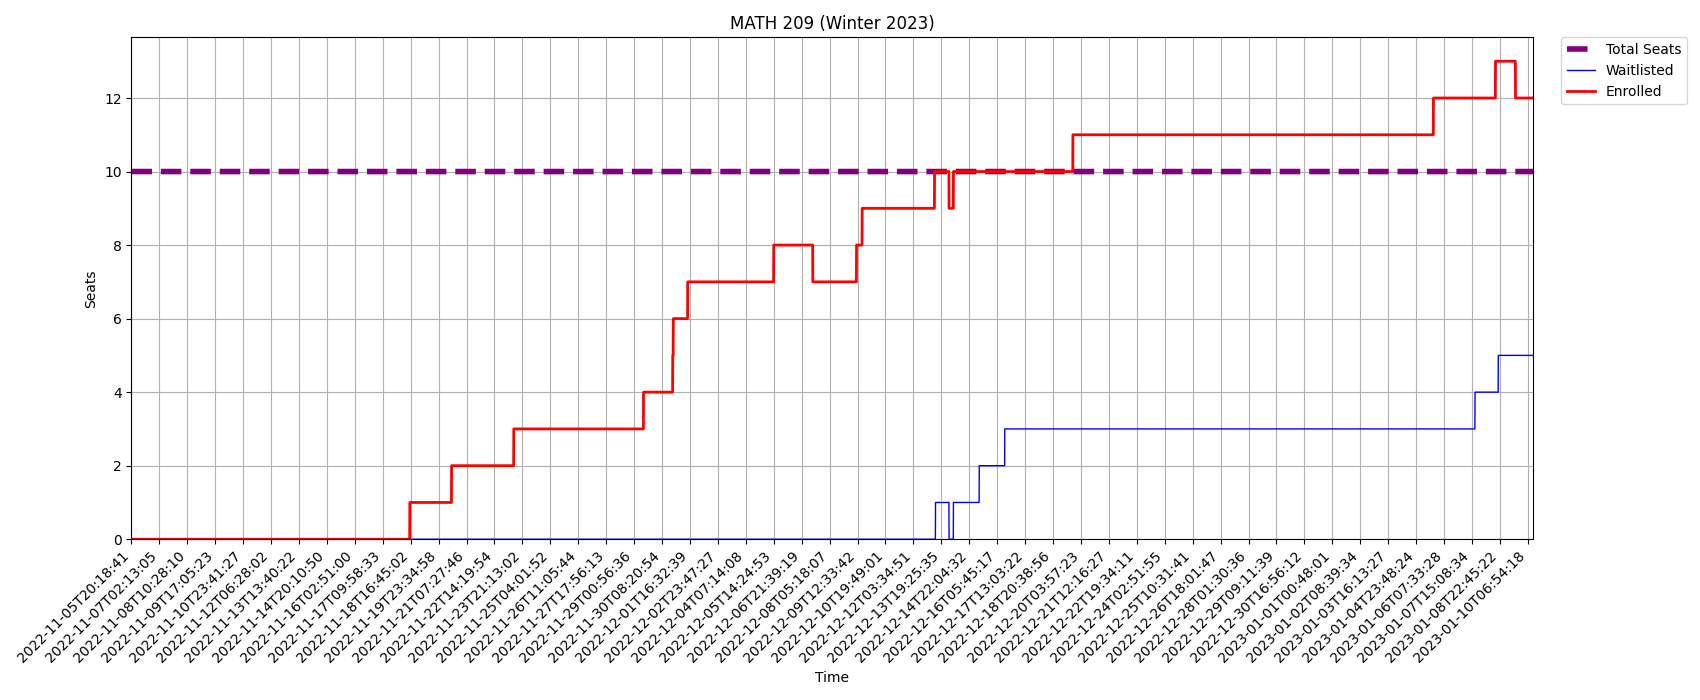 MATH 209 (Winter 2023)
Total Seats
Waitlisted
Enrolled
Seats
12
10
8
6
4
2
0
2022-11-05T20:18:41
2022-11-07T02:13:05
2022-11-08T10:28:10
2022-11-09T17:05:23
2022-11-10T23:41:27
2022-11-12T06:28:02
2022-11-13T13:40:22
2022-11-14T20:10:50
2022-11-16T02:51:00
2022-11-17T09:58:33
2022-11-18T16:45:02
2022-11-19T23:34:58
2022-11-21T07:27:46
2022-11-22T14:19:54
2022-11-23T21:13:02
2022-11-25T04:01:52
2022-11-26T11:05:44
2022-11-27T17:56:13
2022-11-29T00:56:36
2022-11-30T08:20:54
2022-12-01T16:32:39
2022-12-02T23:47:27
2022-12-04T07:14:08
2022-12-05T14:24:53
2022-12-06T21:39:19
2022-12-08T05:18:07
2022-12-09T12:33:42
2022-12-10T19:49:01
2022-12-12T03:34:51
2022-12-13T19:25:35
2022-12-14T22:04:32
2022-12-16T05:45:17
2022-12-17T13:03:22
2022-12-18T20:38:56
2022-12-20T03:57:23
2022-12-21T12:16:27
2022-12-22T19:34:11
2022-12-24T02:51:55
2022-12-25T10:31:41
2022-12-26T18:01:47
2022-12-28T01:30:36
2022-12-29T09:11:39
2022-12-30T16:56:12
2023-01-01T00:48:01
2023-01-02T08:39:34
2023-01-03T16:13:27
2023-01-04T23:48:24
2023-01-06T07:33:28
2023-01-07T15:08:34
2023-01-08T22:45:22
2023-01-10T06:54:18
Time